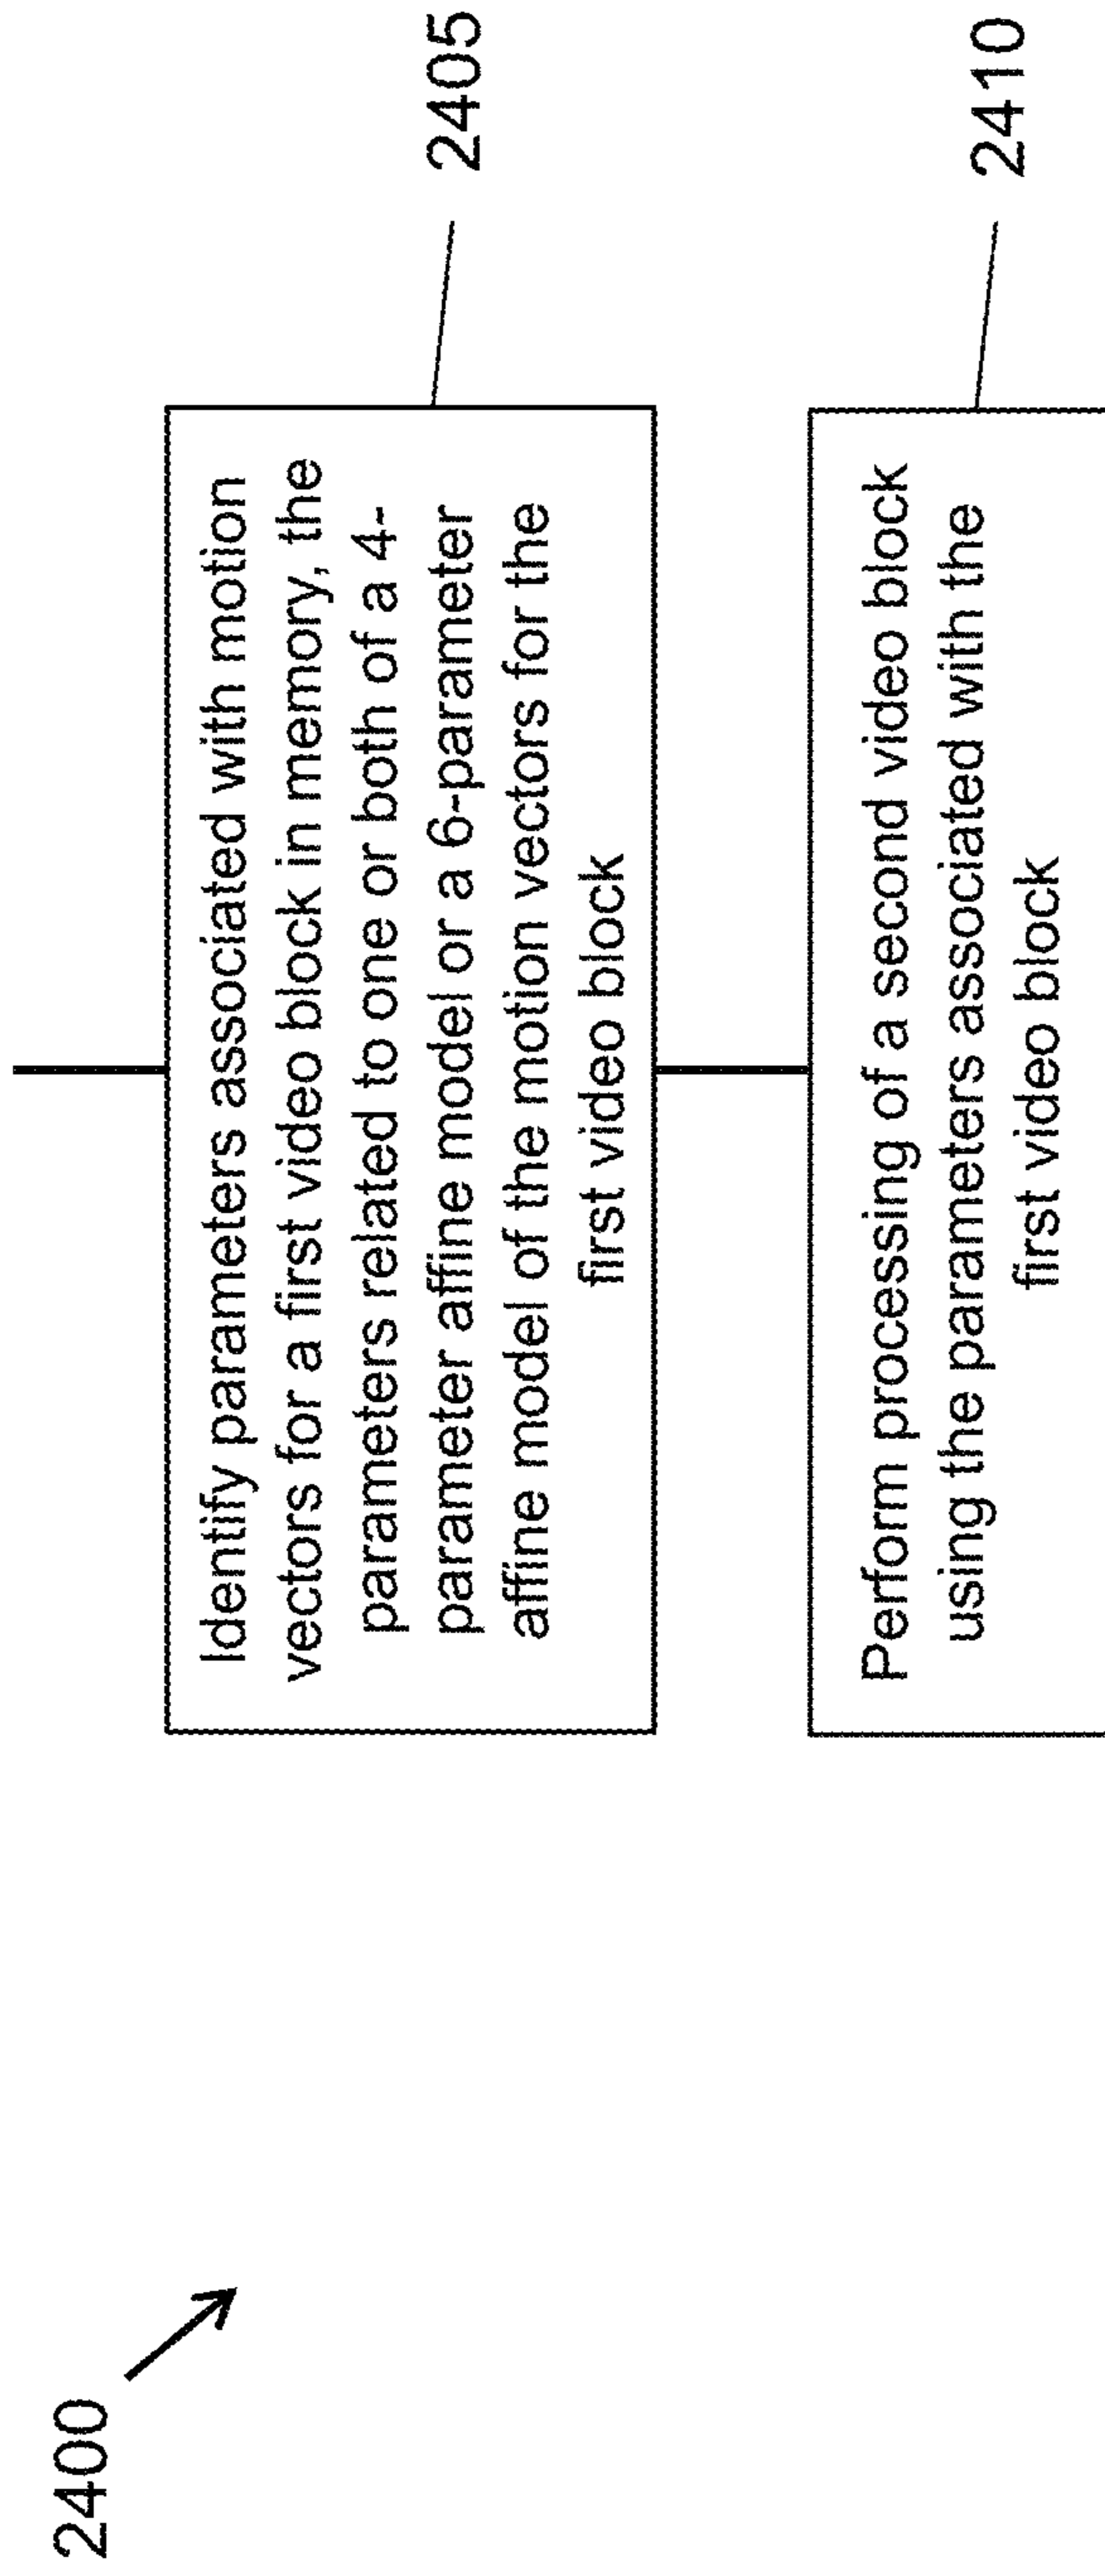 2400
Identify parameters associated with motion
vectors for a first video block in memory, the
parameters related to one or both of a 4-
parameter affine model or a 6-parameter
affine model of the motion vectors for the
first video block
2405
Perform processing of a second video block
using the parameters associated with the
first video block
2410